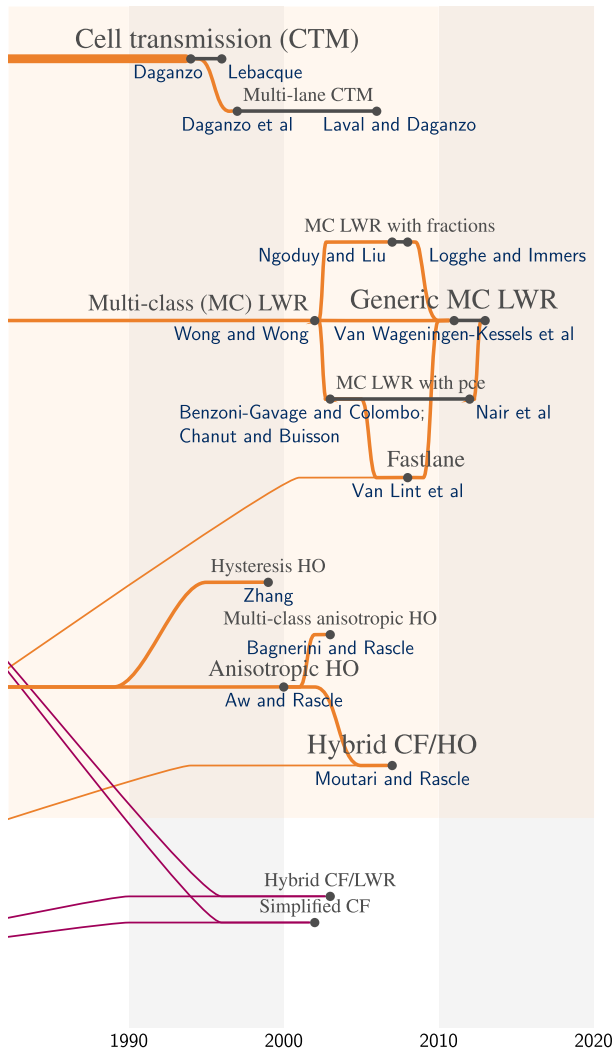 Cell transmission (CTM)
Daganzo Lebacque
Multi-lane CTM
Daganzo et al Laval and Daganzo
MC LWR with fractions
Ngoduy and Liu Logghe and Immers
Multi-class (MC) LWR Generic MC LWR
Wong and Wong Van Wageningen-Kessels et al
MC LWR with pce
Benzoni-Gavage and Colombo; Nair et al
Chanut and Buisson
Fastlane
Van Lint et al
Hysteresis HO
Zhang
Multi-class anisotropic HO
Bagnerini and Rascle
Anisotropic HO
Aw and Rascle
Hybrid CF/HO
Moutari and Rascle
Hybrid CF/LWR
Simplified CF
1990 2000 2010 2020